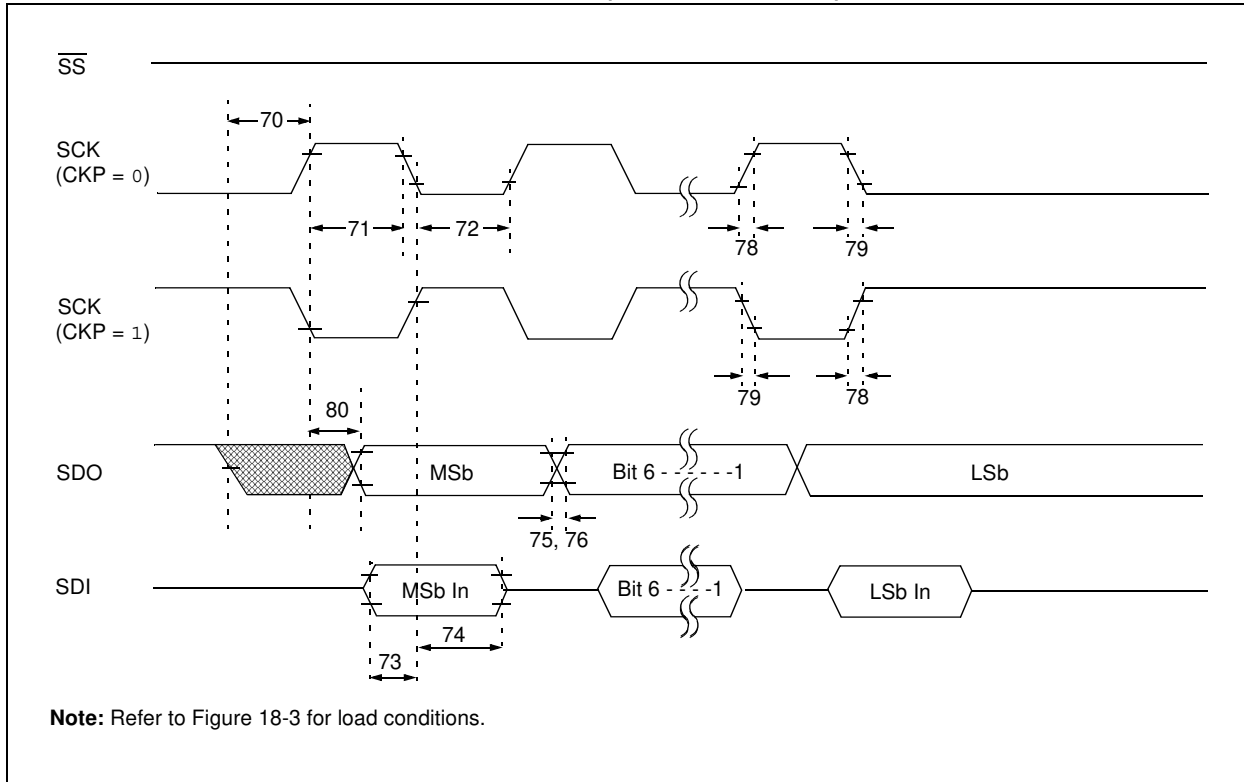 SS
70
SCK
(CKP = 0)
71
72
78
79
SCK
(CKP = 1)
79
78
80
SDO
MSb
Bit 6 - - - - - -1
LSb
75, 76
SDI
MSb In
Bit 6 - - - -1
LSb In
74
73
Note: Refer to Figure 18-3 for load conditions.